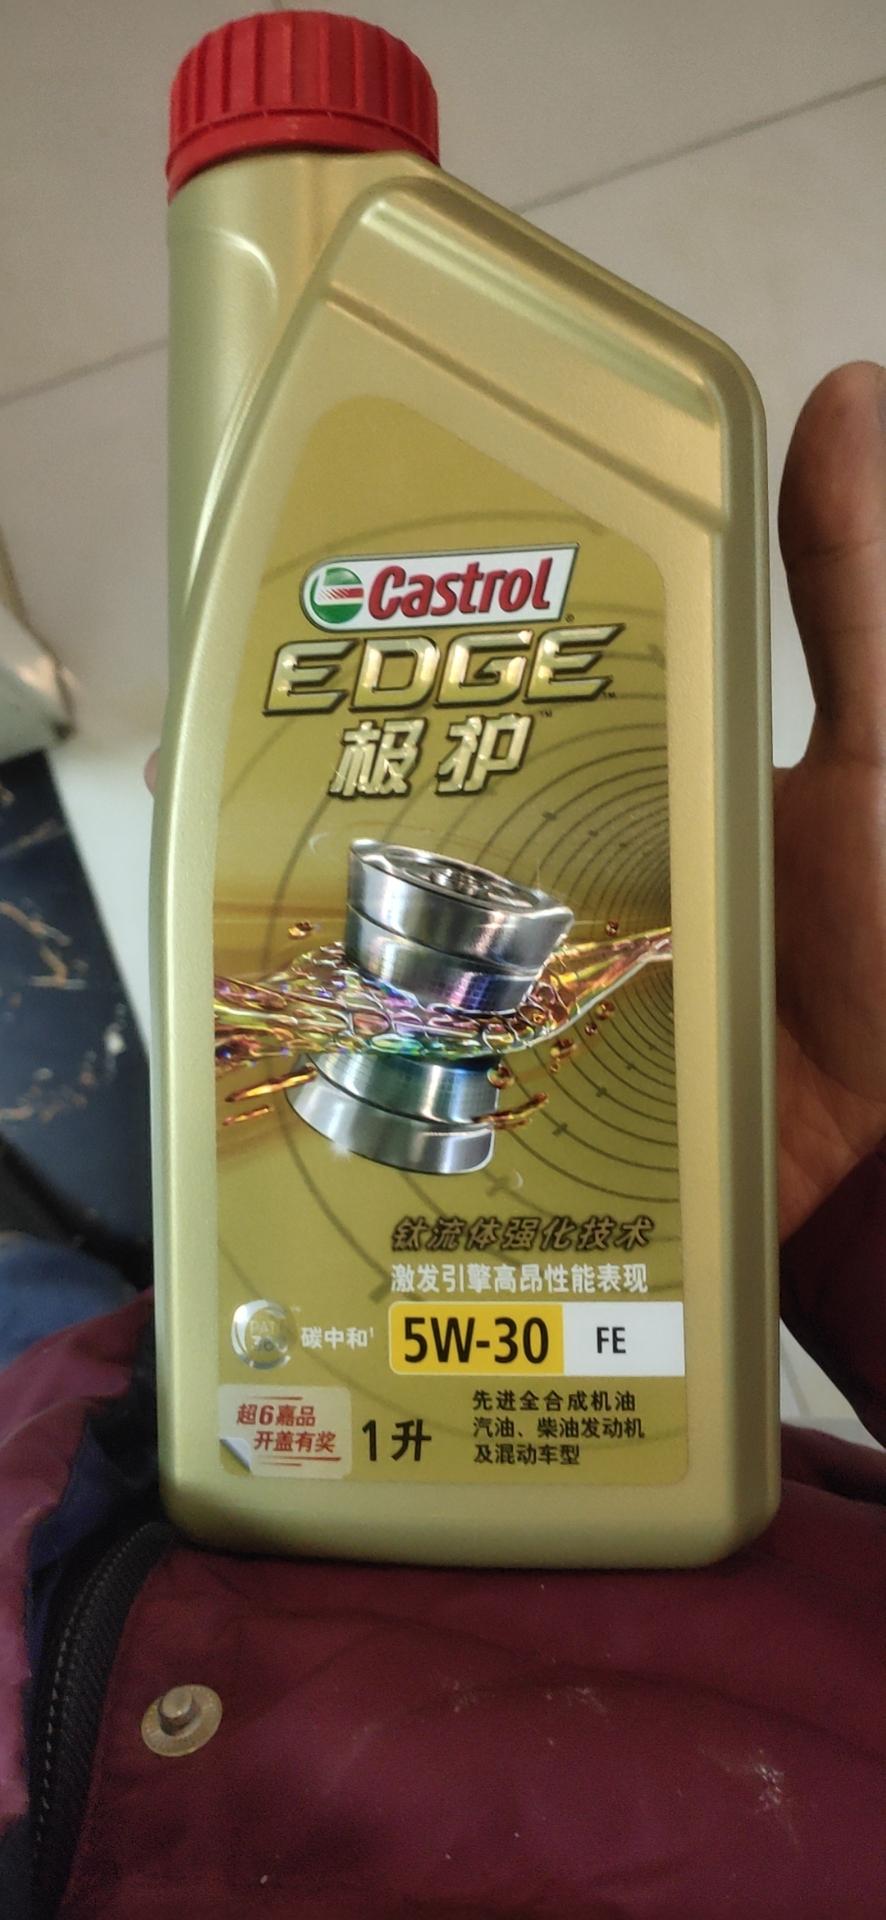 Castrol
EDGE
极护
钛流体强化技术
激发引擎高昂性能表现
碳中和¹
5W-30 FE
超6嘉品
开盖有奖
1升
先进全合成机油
汽油、柴油发动机
及混动车型